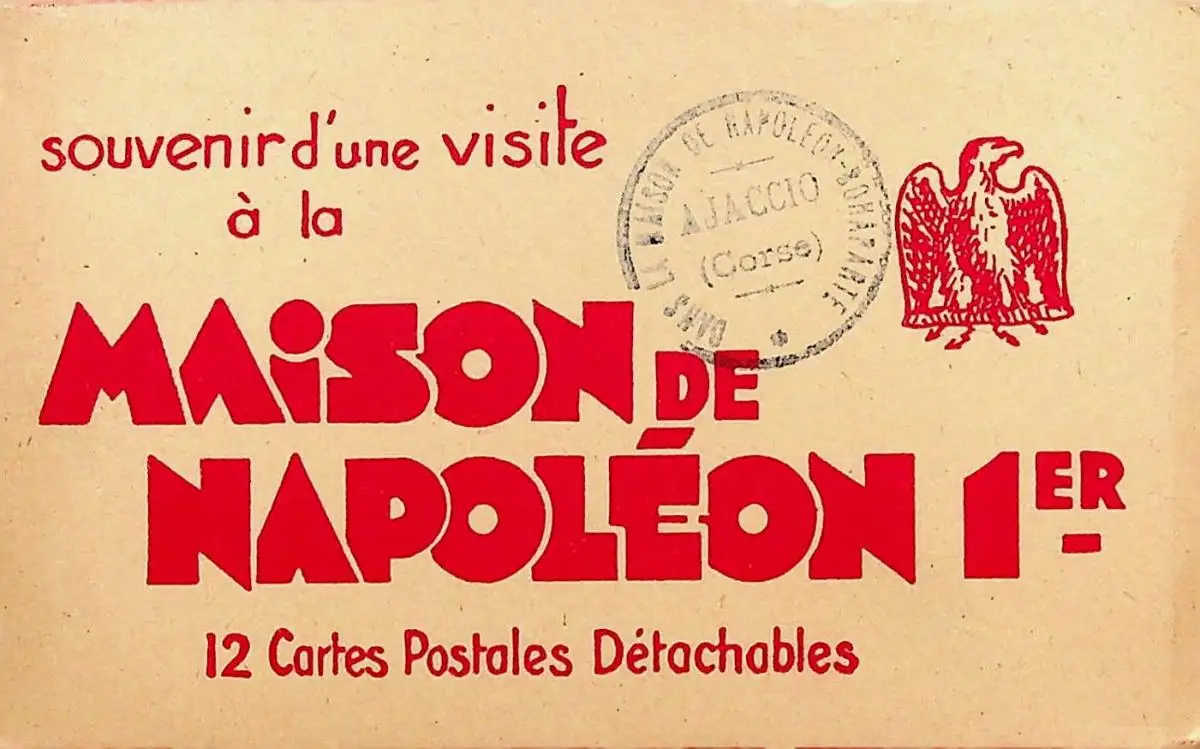 souvenir d'une visite
à la
MAiSON DE
NAPOLÉON 1ER
12 Cartes Postales Détachables
DANS LA MAISON DE NAPOLEON-BONAPARTE
AJACCIO
(Corse)